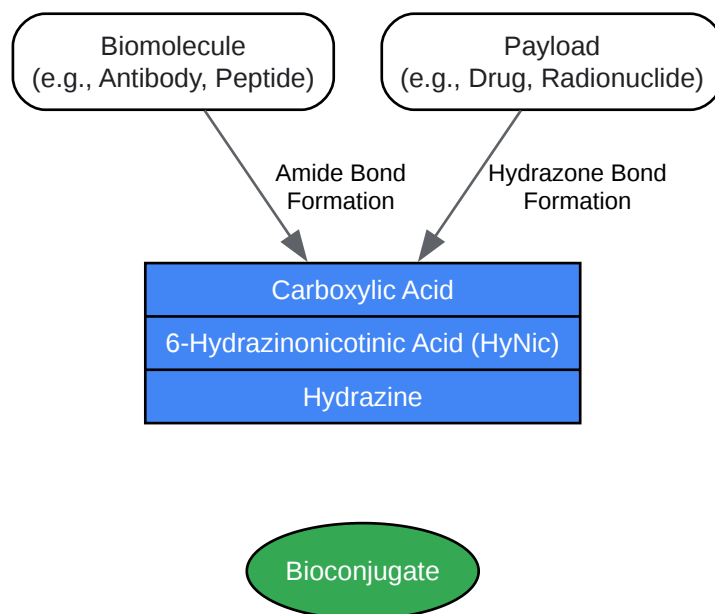 Biomolecule
(e.g., Antibody, Peptide)
Payload
(e.g., Drug, Radionuclide)
Amide Bond
Formation
Hydrazone Bond
Formation
Carboxylic Acid
6-Hydrazinonicotinic Acid (HyNic)
Hydrazine
Bioconjugate